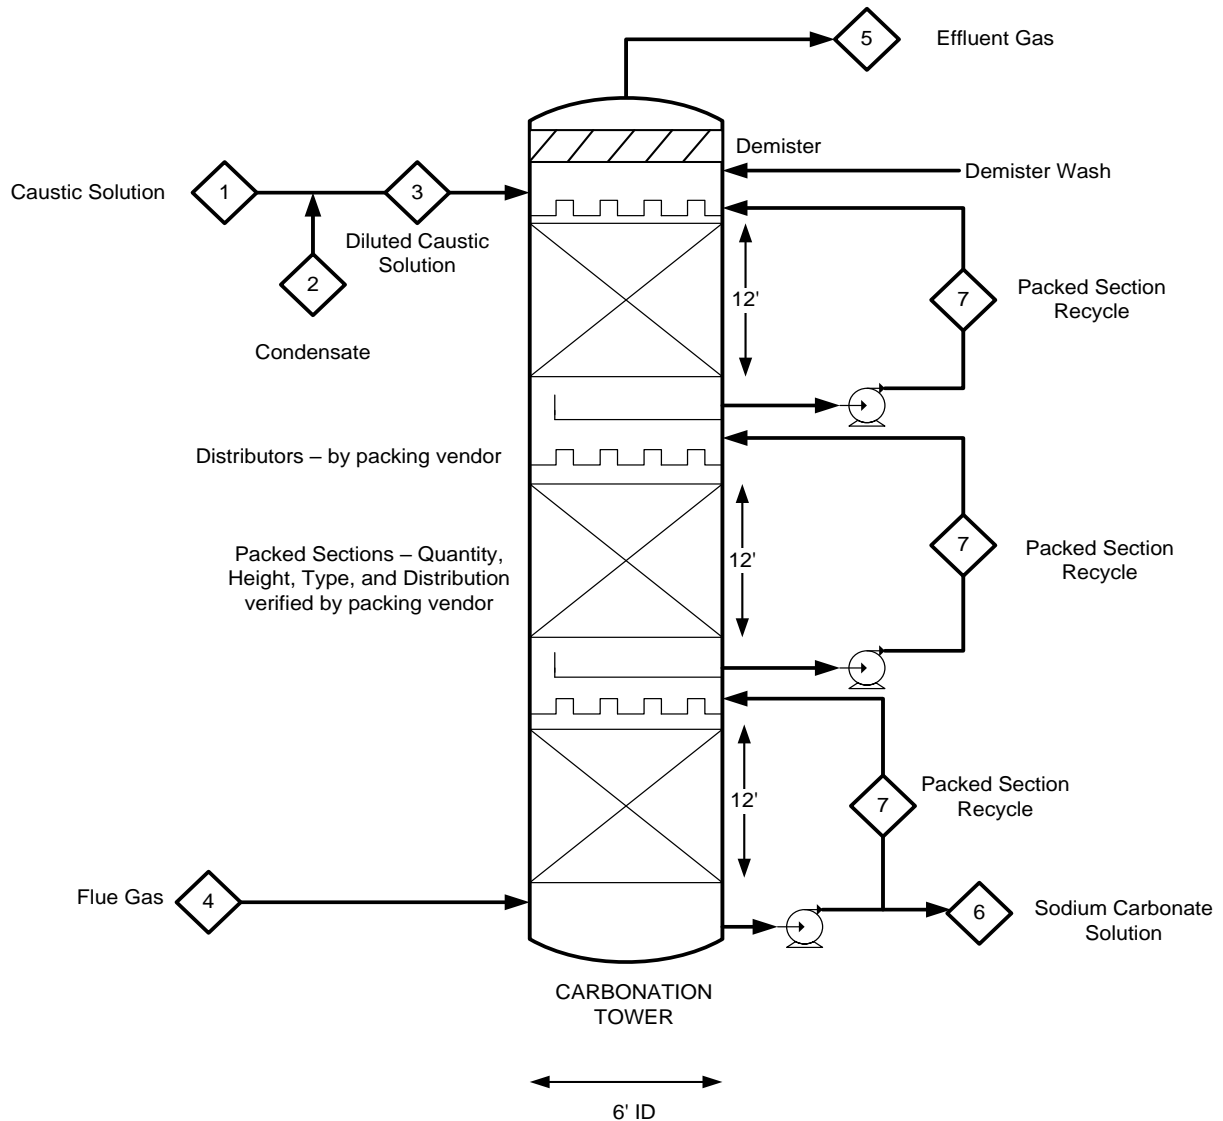 5
Effluent Gas
Demister
Demister Wash
Caustic Solution
1
3
Diluted Caustic
Solution
2
Condensate
12'
7
Packed Section
Recycle
Distributors – by packing vendor
Packed Sections – Quantity,
Height, Type, and Distribution
verified by packing vendor
12'
7
Packed Section
Recycle
12'
7
Packed Section
Recycle
Flue Gas
4
6
Sodium Carbonate
Solution
CARBONATION
TOWER
6' ID